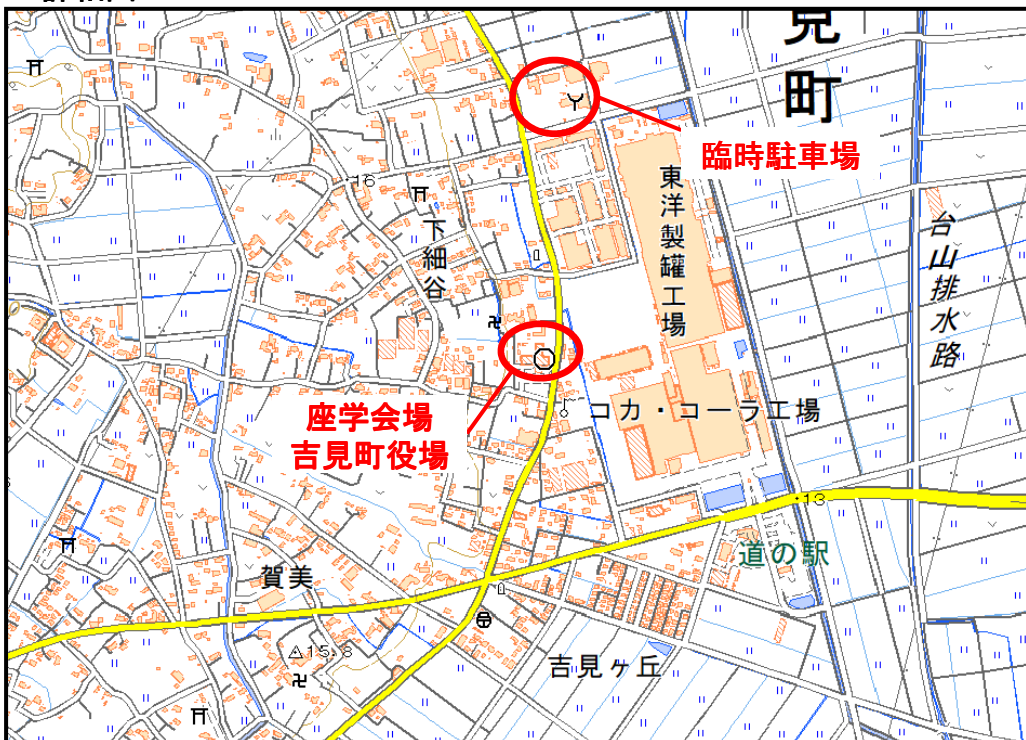 見
町
臨時駐車場
東洋製罐工場
・16
下細谷
台山排水路
座学会場
吉見町役場
コカ・コーラ工場
・13
道の駅
賀美
15.8
吉見ヶ丘